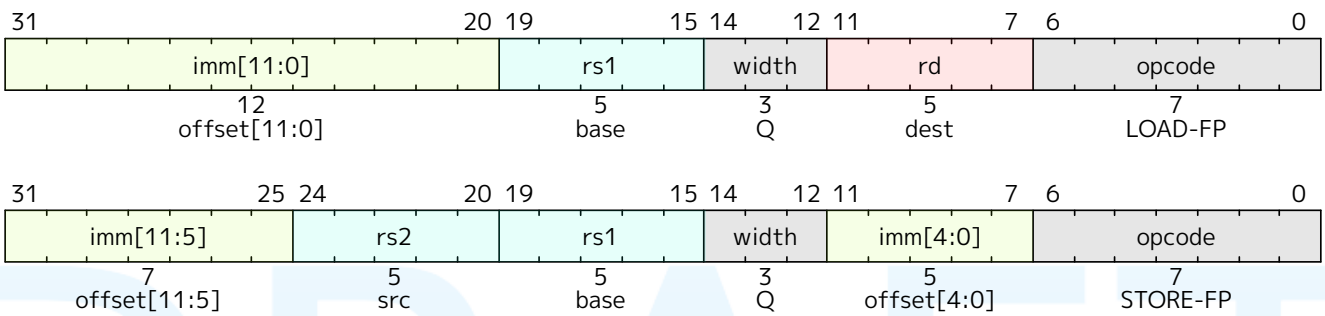 31 20 19 15 14 12 11 7 6 0
imm[11:0] rs1 width rd opcode
12 5 3 5 7
offset[11:0] base Q dest LOAD-FP
31 25 24 20 19 15 14 12 11 7 6 0
imm[11:5] rs2 rs1 width imm[4:0] opcode
7 5 5 3 5 7
offset[11:5] src base Q offset[4:0] STORE-FP